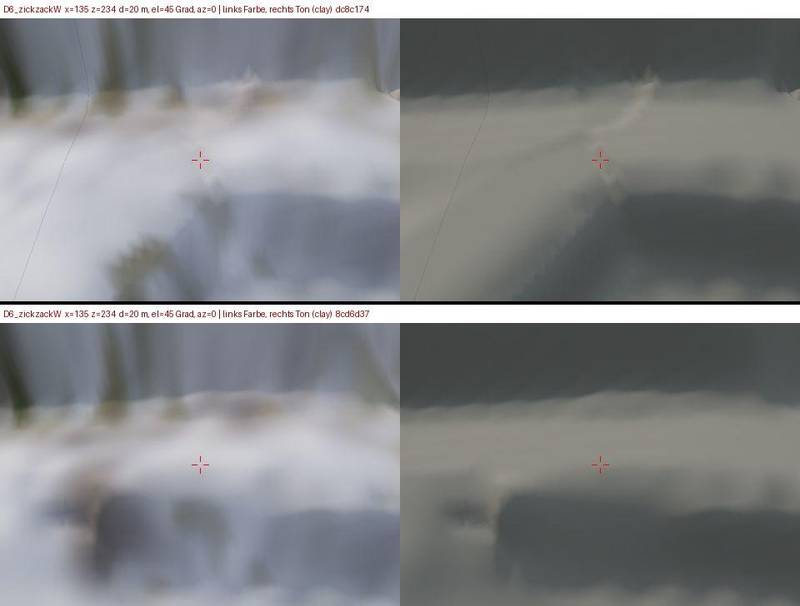 D6_zickzackW x=135 z=234 d=20 m, el=45 Grad, az=0 | links Farbe, rechts Ton (clay) dc8c174
D6_zickzackW x=135 z=234 d=20 m, el=45 Grad, az=0 | links Farbe, rechts Ton (clay) 8cd6d37